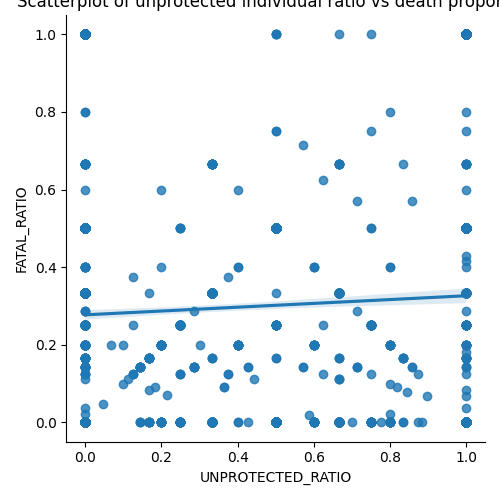 Scatterplot of unprotected individual ratio vs death propor
1.0
0.8
0.6
0.4
0.2
0.0
FATAL_RATIO
0.0 0.2 0.4 0.6 0.8 1.0
UNPROTECTED_RATIO